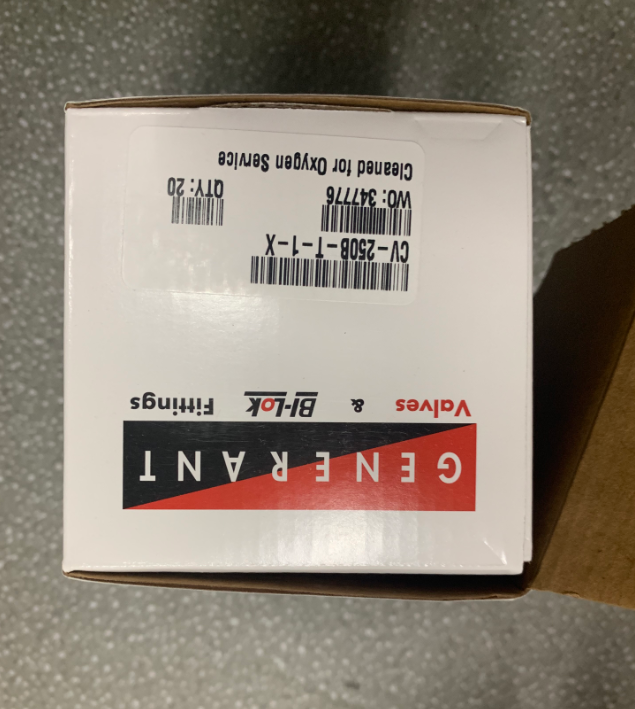 GENERANT
Valves & BI-Lok Fittings
CV-250B-T-1-X
WO: 347776 QTY: 20
Cleaned for Oxygen Service